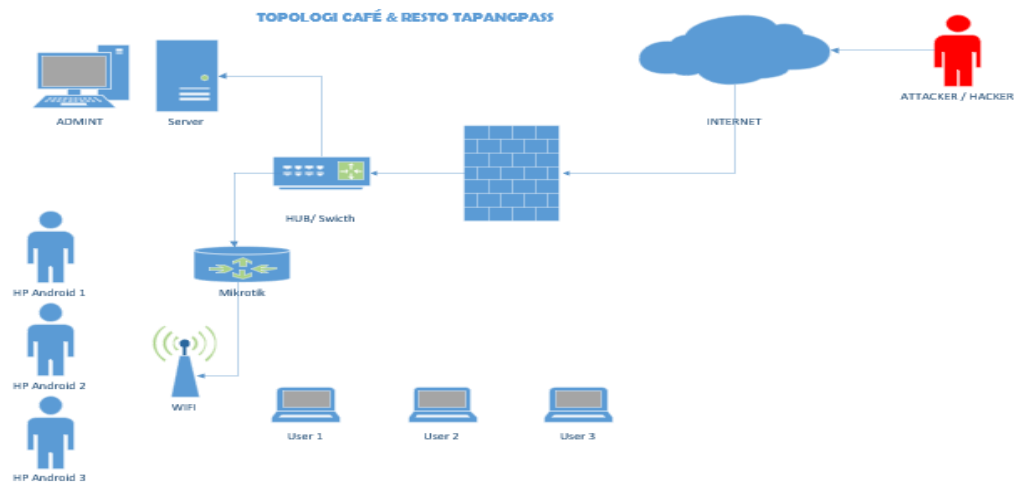 TOPOLOGI CAFÉ & RESTO TAPANGPASS
ADMINT
Server
INTERNET
ATTACKER / HACKER
HUB/ Swicth
Mikrotik
HP Android 1
HP Android 2
HP Android 3
WIFI
User 1
User 2
User 3